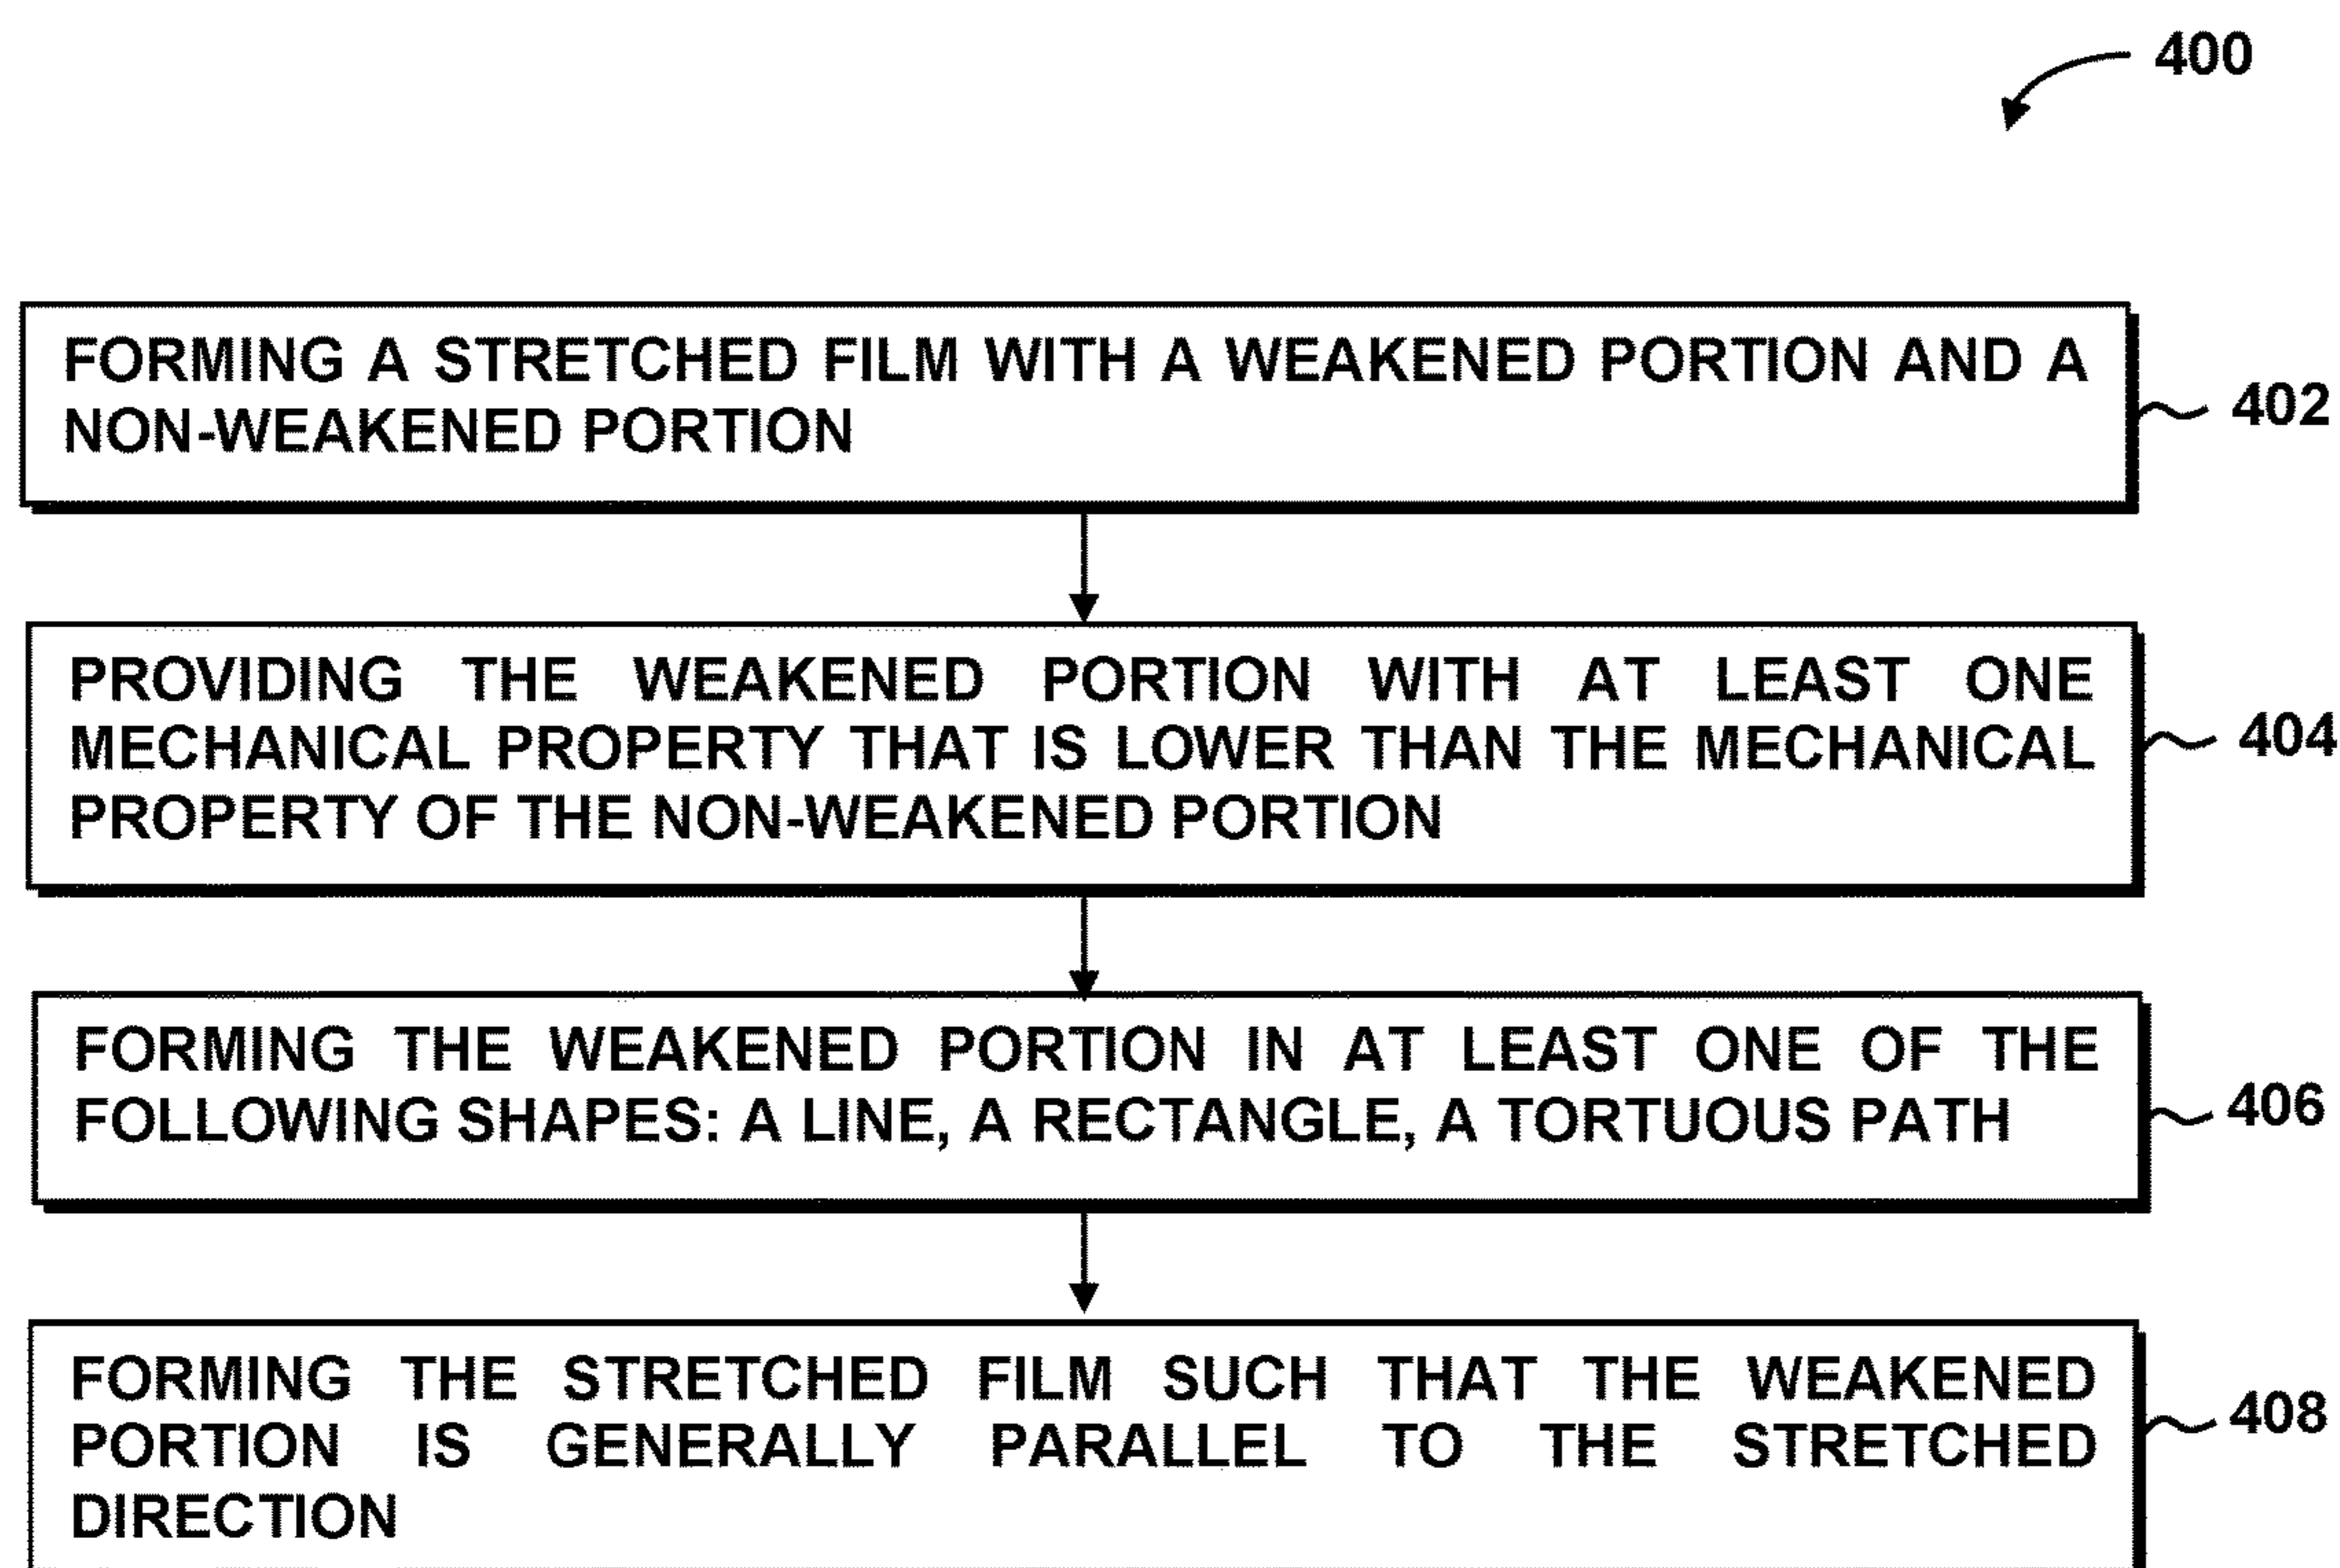 400
FORMING A STRETCHED FILM WITH A WEAKENED PORTION AND A
NON-WEAKENED PORTION
402
PROVIDING THE WEAKENED PORTION WITH AT LEAST ONE
MECHANICAL PROPERTY THAT IS LOWER THAN THE MECHANICAL
PROPERTY OF THE NON-WEAKENED PORTION
404
FORMING THE WEAKENED PORTION IN AT LEAST ONE OF THE
FOLLOWING SHAPES: A LINE, A RECTANGLE, A TORTUOUS PATH
406
FORMING THE STRETCHED FILM SUCH THAT THE WEAKENED
PORTION IS GENERALLY PARALLEL TO THE STRETCHED
DIRECTION
408